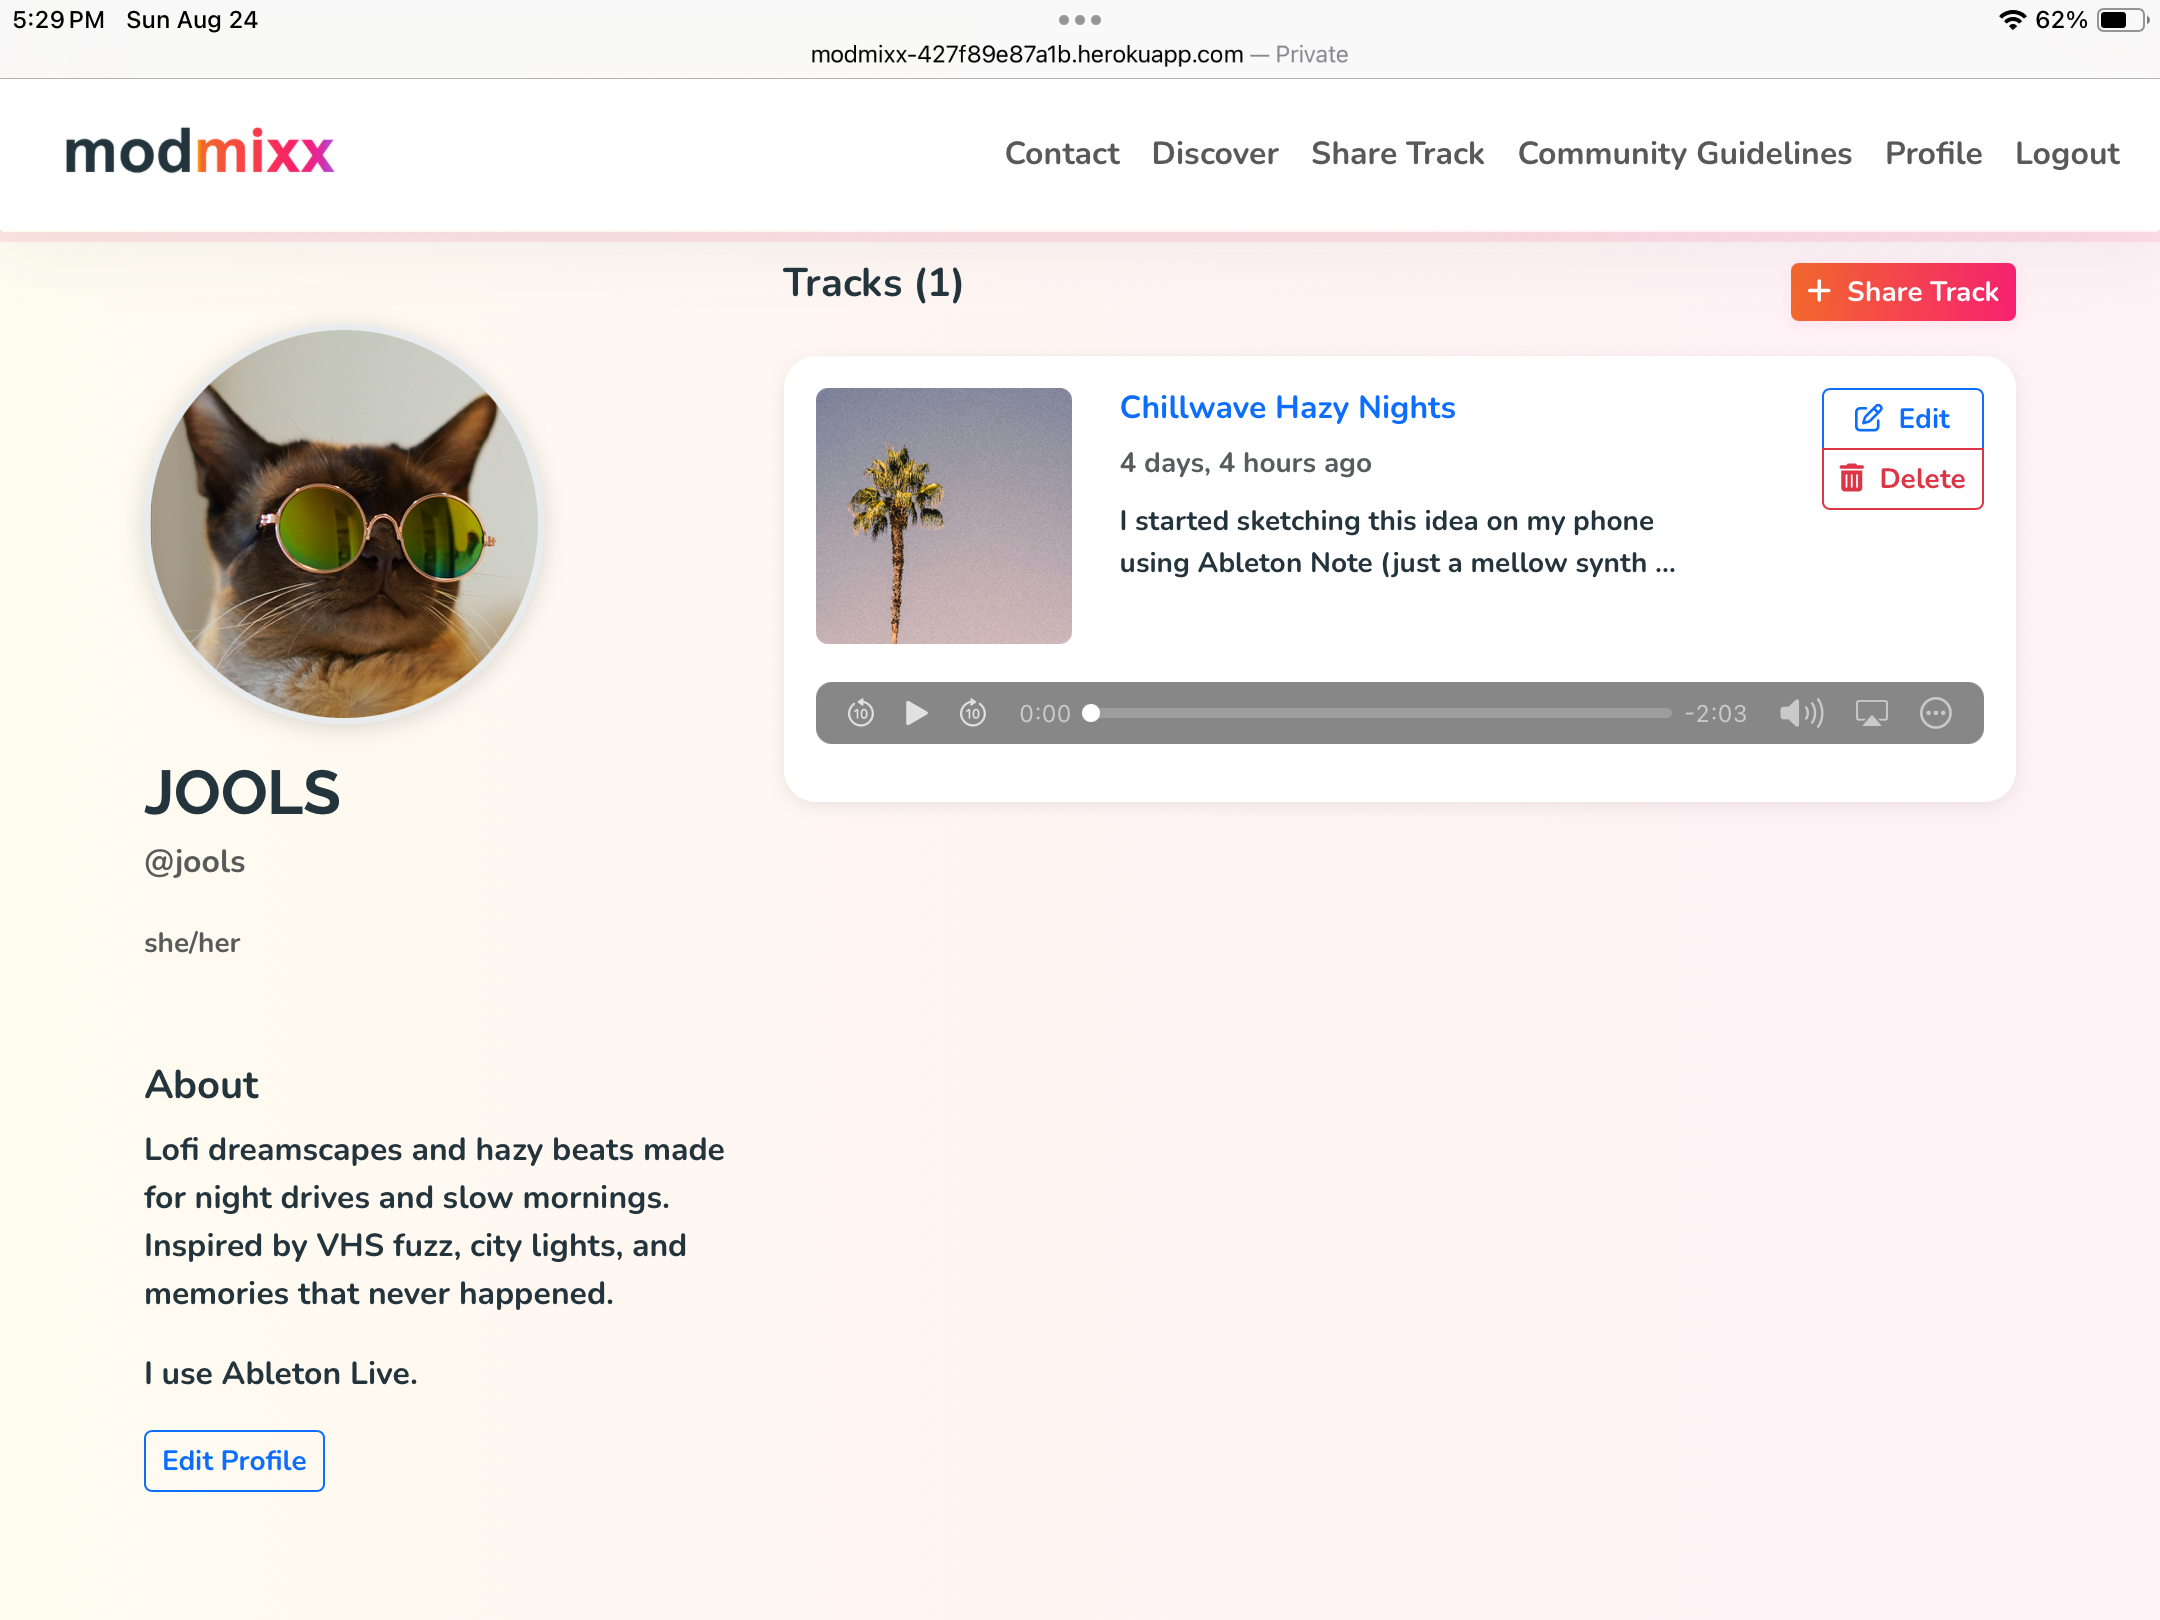 5:29 PM Sun Aug 24
62%
modmixx-427f89e87a1b.herokuapp.com — Private
modmixx
Contact Discover Share Track Community Guidelines Profile Logout
Tracks (1)
+ Share Track
Chillwave Hazy Nights
4 days, 4 hours ago
I started sketching this idea on my phone
using Ableton Note (just a mellow synth ...
Edit
Delete
10 10 0:00 -2:03
JOOLS
@jools
she/her
About
Lofi dreamscapes and hazy beats made
for night drives and slow mornings.
Inspired by VHS fuzz, city lights, and
memories that never happened.
I use Ableton Live.
Edit Profile